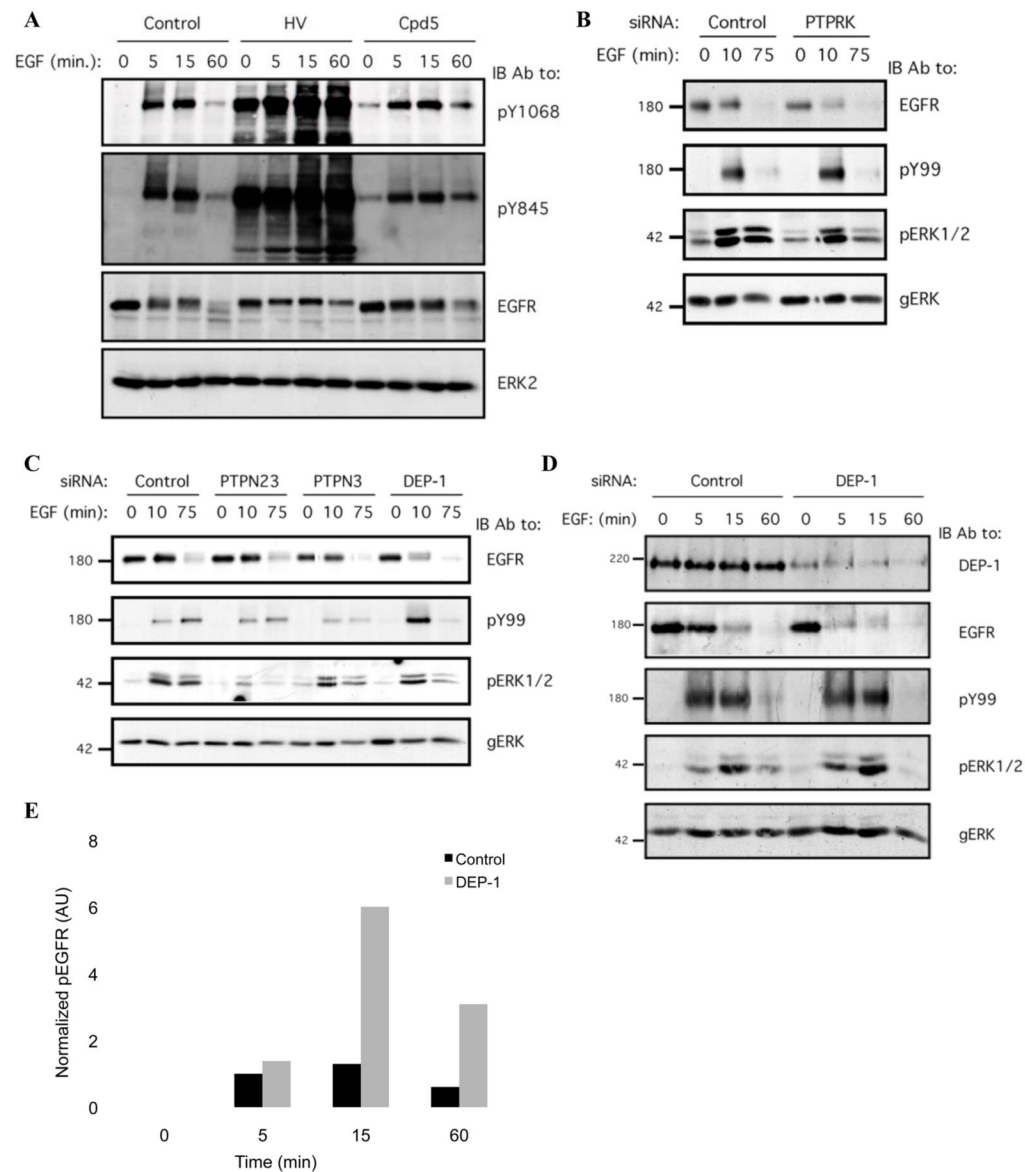 A
Control HV Cpd5
EGF (min.): 0 5 15 60 0 5 15 60 0 5 15 60
IB Ab to:
pY1068
pY845
EGFR
ERK2
B
siRNA: Control PTPRK
EGF (min): 0 10 75 0 10 75
IB Ab to:
180 EGFR
180 pY99
42 pERK1/2
42 gERK
C
siRNA: Control PTPN23 PTPN3 DEP-1
EGF (min): 0 10 75 0 10 75 0 10 75 0 10 75
IB Ab to:
180 EGFR
180 pY99
42 pERK1/2
42 gERK
D
siRNA: Control DEP-1
EGF: (min) 0 5 15 60 0 5 15 60
IB Ab to:
220 DEP-1
180 EGFR
180 pY99
42 pERK1/2
42 gERK
E
Normalized pEGFR (AU)
8
6
4
2
0
Control
DEP-1
0 5 15 60
Time (min)